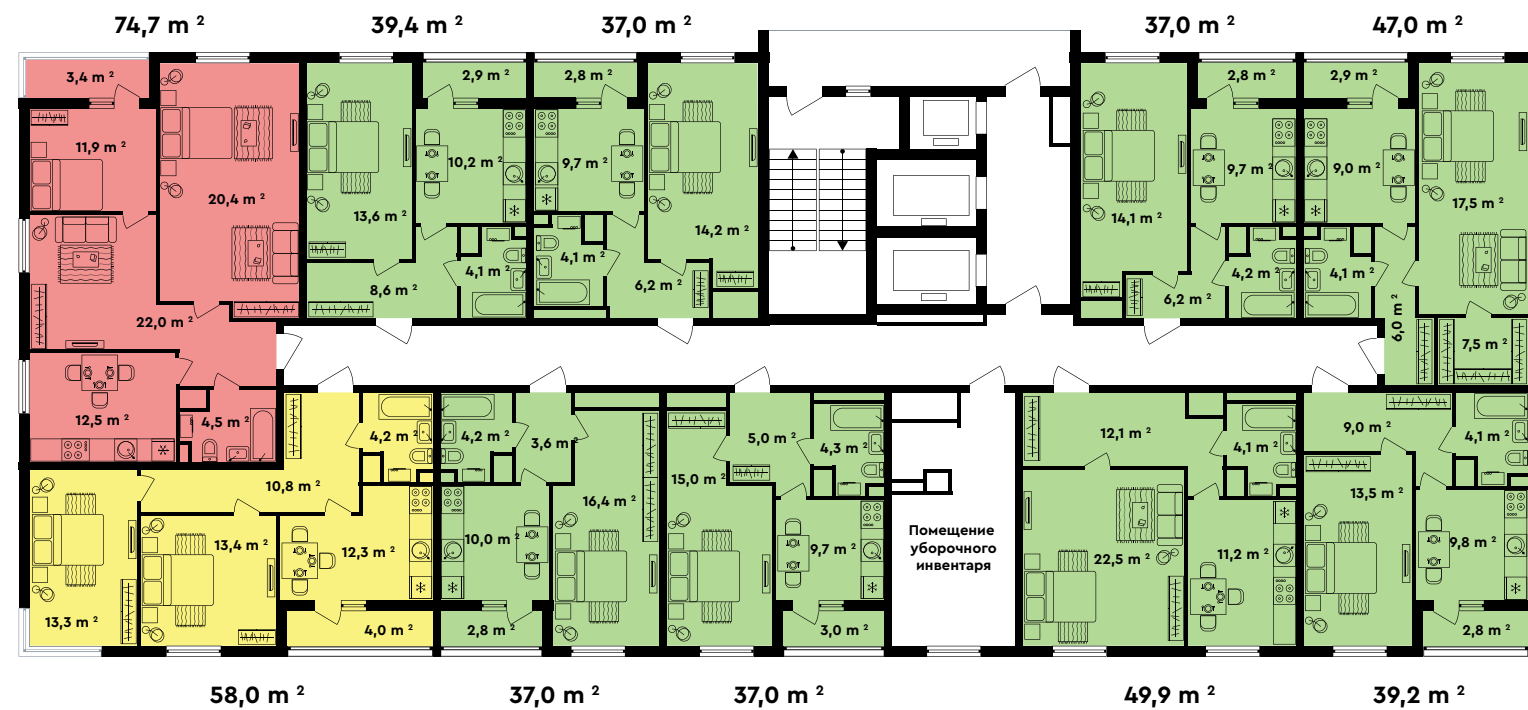 74,7 m ²
39,4 m ²
37,0 m ²
37,0 m ²
47,0 m ²
3,4 m ²
2,9 m ²
2,8 m ²
2,8 m ²
2,9 m ²
11,9 m ²
20,4 m ²
13,6 m ²
10,2 m ²
9,7 m ²
14,2 m ²
14,1 m ²
9,7 m ²
9,0 m ²
17,5 m ²
22,0 m ²
8,6 m ²
4,1 m ²
4,1 m ²
6,2 m ²
6,2 m ²
4,2 m ²
4,1 m ²
6,0 m ²
7,5 m ²
12,5 m ²
4,5 m ²
4,2 m ²
4,2 m ²
3,6 m ²
5,0 m ²
4,3 m ²
12,1 m ²
4,1 m ²
9,0 m ²
4,1 m ²
10,8 m ²
16,4 m ²
15,0 m ²
13,5 m ²
13,3 m ²
13,4 m ²
12,3 m ²
10,0 m ²
9,7 m ²
Помещение
уборочного
инвентаря
22,5 m ²
11,2 m ²
9,8 m ²
4,0 m ²
2,8 m ²
3,0 m ²
2,8 m ²
58,0 m ²
37,0 m ²
37,0 m ²
49,9 m ²
39,2 m ²